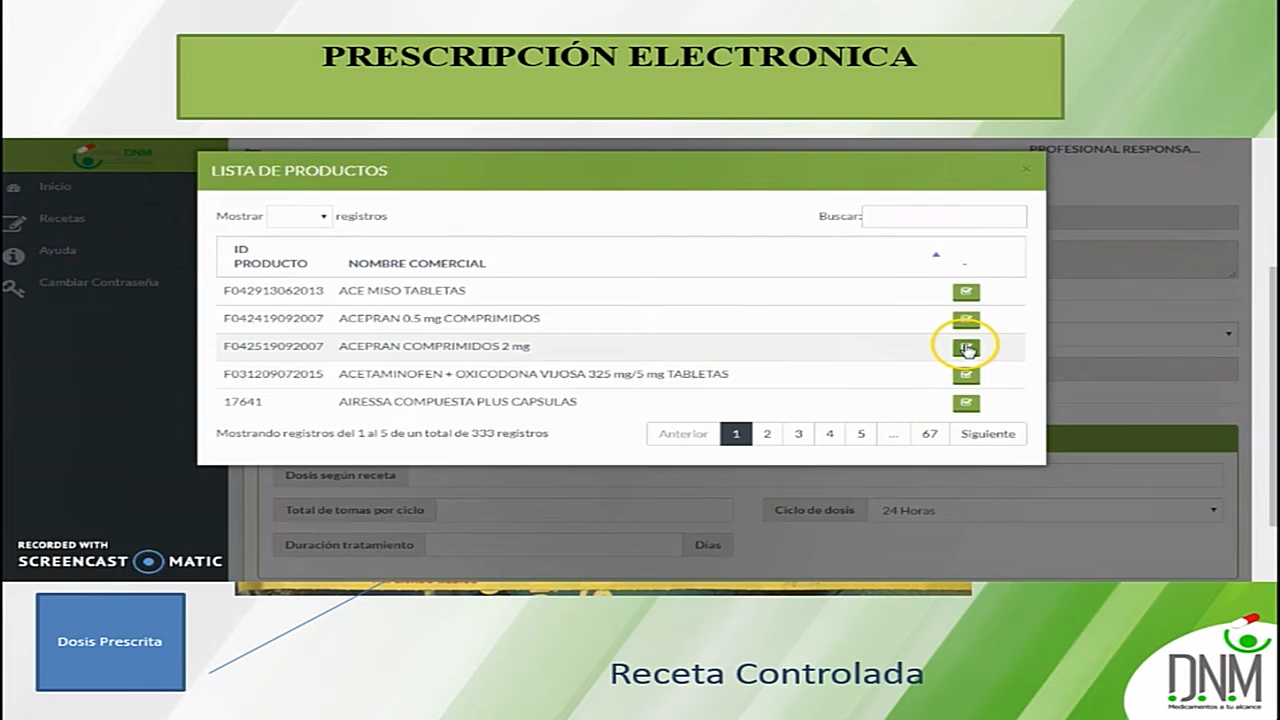 PRESCRIPCIÓN ELECTRONICA
DNM
PROFESIONAL RESPONSA...
Inicio
Recetas
Ayuda
Cambiar Contraseña
LISTA DE PRODUCTOS
×
Mostrar registros
Buscar:
ID PRODUCTO NOMBRE COMERCIAL -
F042913062013 ACE MISO TABLETAS
F042419092007 ACEPRAN 0.5 mg COMPRIMIDOS
F042519092007 ACEPRAN COMPRIMIDOS 2 mg
F031209072015 ACETAMINOFEN + OXICODONA VIJOSA 325 mg/5 mg TABLETAS
17641 AIRESSA COMPUESTA PLUS CAPSULAS
Mostrando registros del 1 al 5 de un total de 333 registros
Anterior 1 2 3 4 5 ... 67 Siguiente
Dosis según receta
Total de tomas por ciclo
Ciclo de dosis 24 Horas
Duración tratamiento Días
RECORDED WITH
SCREENCAST MATIC
Dosis Prescrita
Receta Controlada
DNM
Medicamentos a tu alcance